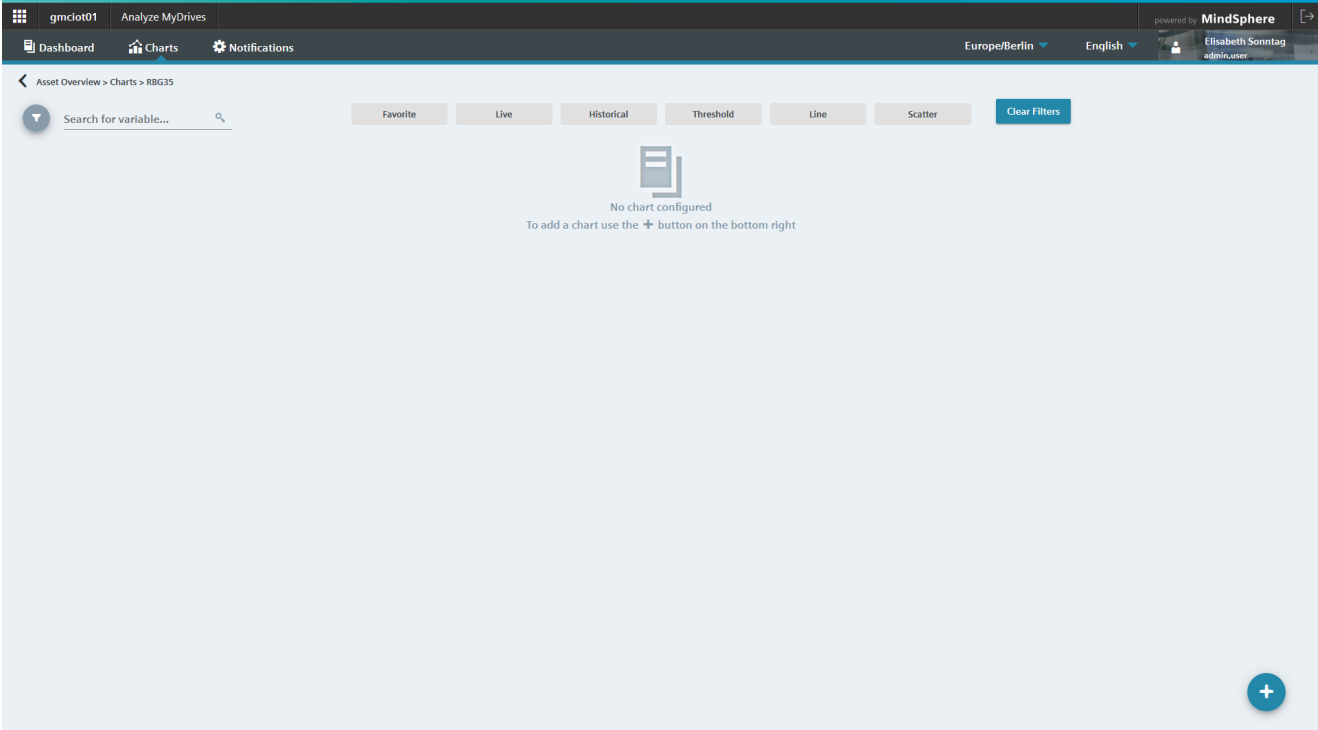 gmciot01 Analyze MyDrives powered by MindSphere
Dashboard Charts Notifications Europe/Berlin English Elisabeth Sonntag
admin,user
Asset Overview > Charts > RBG35
Search for variable... Favorite Live Historical Threshold Line Scatter Clear Filters
No chart configured
To add a chart use the + button on the bottom right